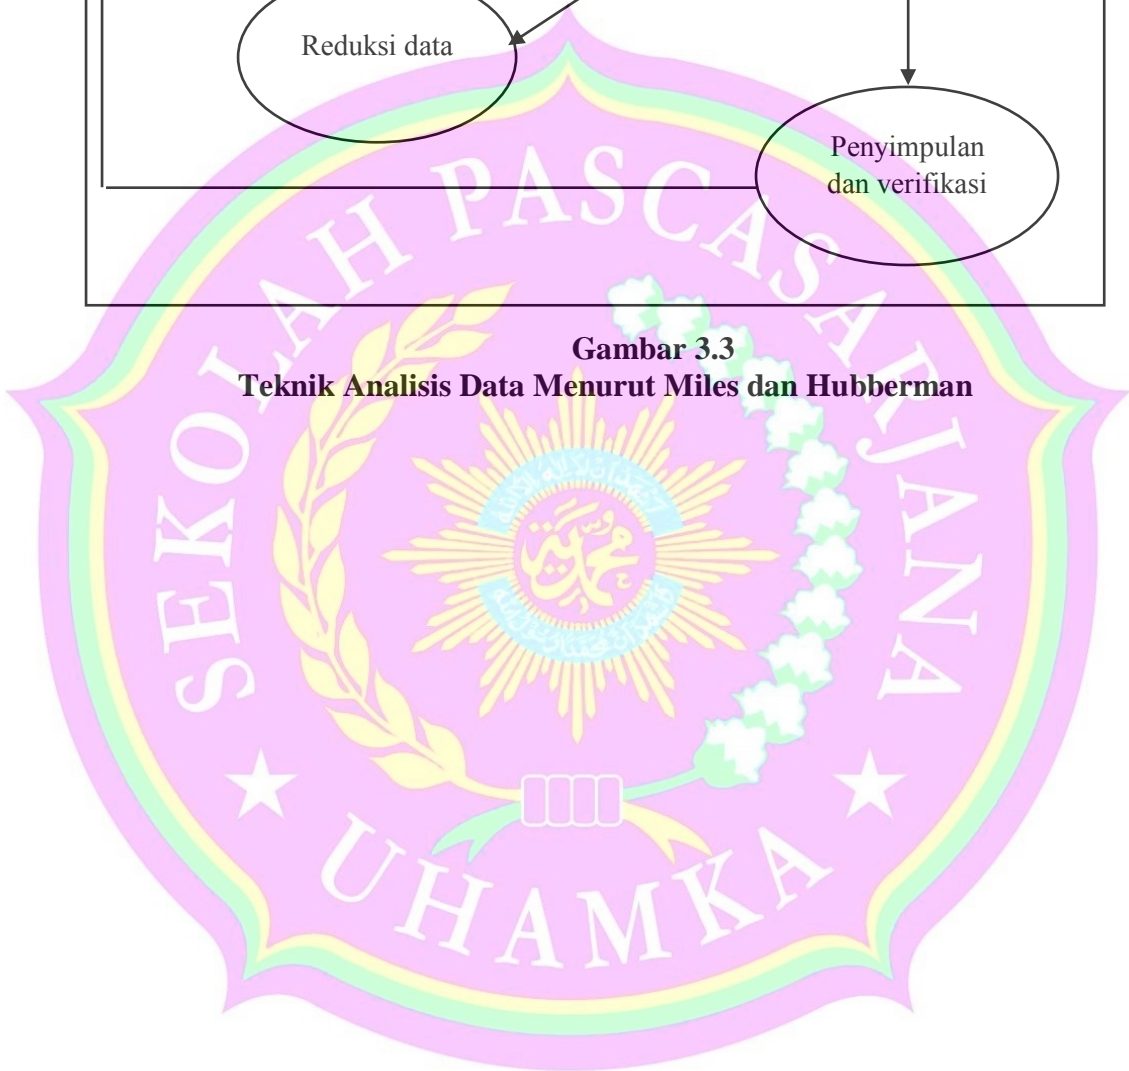 Reduksi data
Penyimpulan
dan verifikasi
Gambar 3.3
Teknik Analisis Data Menurut Miles dan Hubberman
SEKOLAH PASCASARJANA
UHAMKA